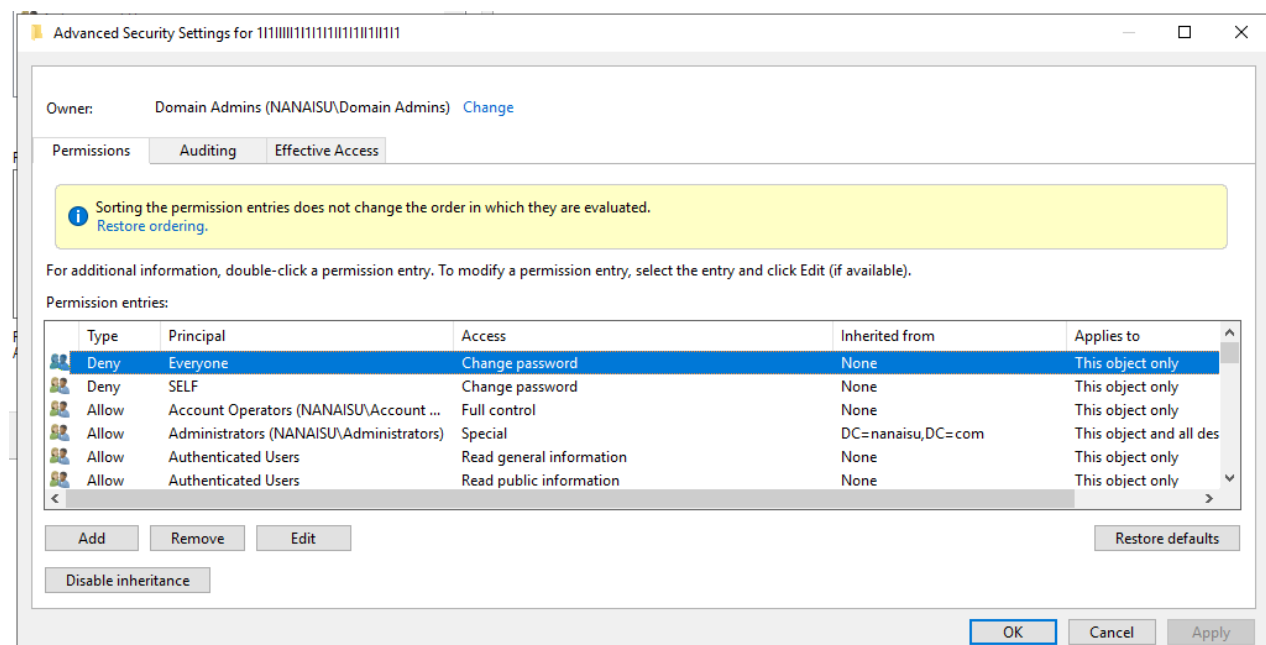 Advanced Security Settings for 1I1IIIII1I1I1I1II1I1II1II1I1
Owner: Domain Admins (NANAISU\Domain Admins) Change
Permissions Auditing Effective Access
Sorting the permission entries does not change the order in which they are evaluated.
Restore ordering.
For additional information, double-click a permission entry. To modify a permission entry, select the entry and click Edit (if available).
Permission entries:
Type Principal Access Inherited from Applies to
Deny Everyone Change password None This object only
Deny SELF Change password None This object only
Allow Account Operators (NANAISU\Account ... Full control None This object only
Allow Administrators (NANAISU\Administrators) Special DC=nanaisu,DC=com This object and all des
Allow Authenticated Users Read general information None This object only
Allow Authenticated Users Read public information None This object only
Add Remove Edit Restore defaults
Disable inheritance
OK Cancel Apply